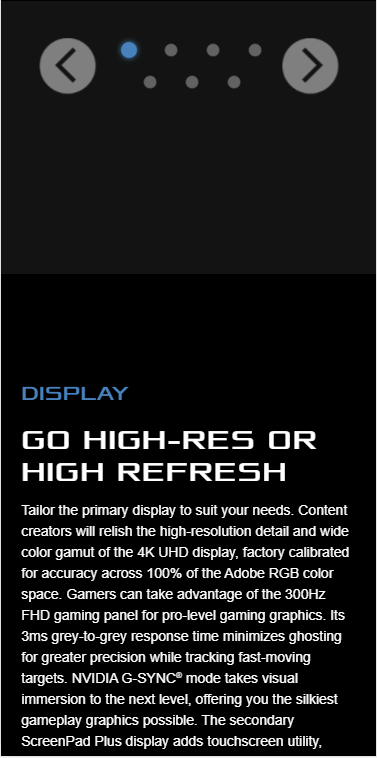 DISPLAY
GO HIGH-RES OR
HIGH REFRESH
Tailor the primary display to suit your needs. Content
creators will relish the high-resolution detail and wide
color gamut of the 4K UHD display, factory calibrated
for accuracy across 100% of the Adobe RGB color
space. Gamers can take advantage of the 300Hz
FHD gaming panel for pro-level gaming graphics. Its
3ms grey-to-grey response time minimizes ghosting
for greater precision while tracking fast-moving
targets. NVIDIA G-SYNC® mode takes visual
immersion to the next level, offering you the silkiest
gameplay graphics possible. The secondary
ScreenPad Plus display adds touchscreen utility,